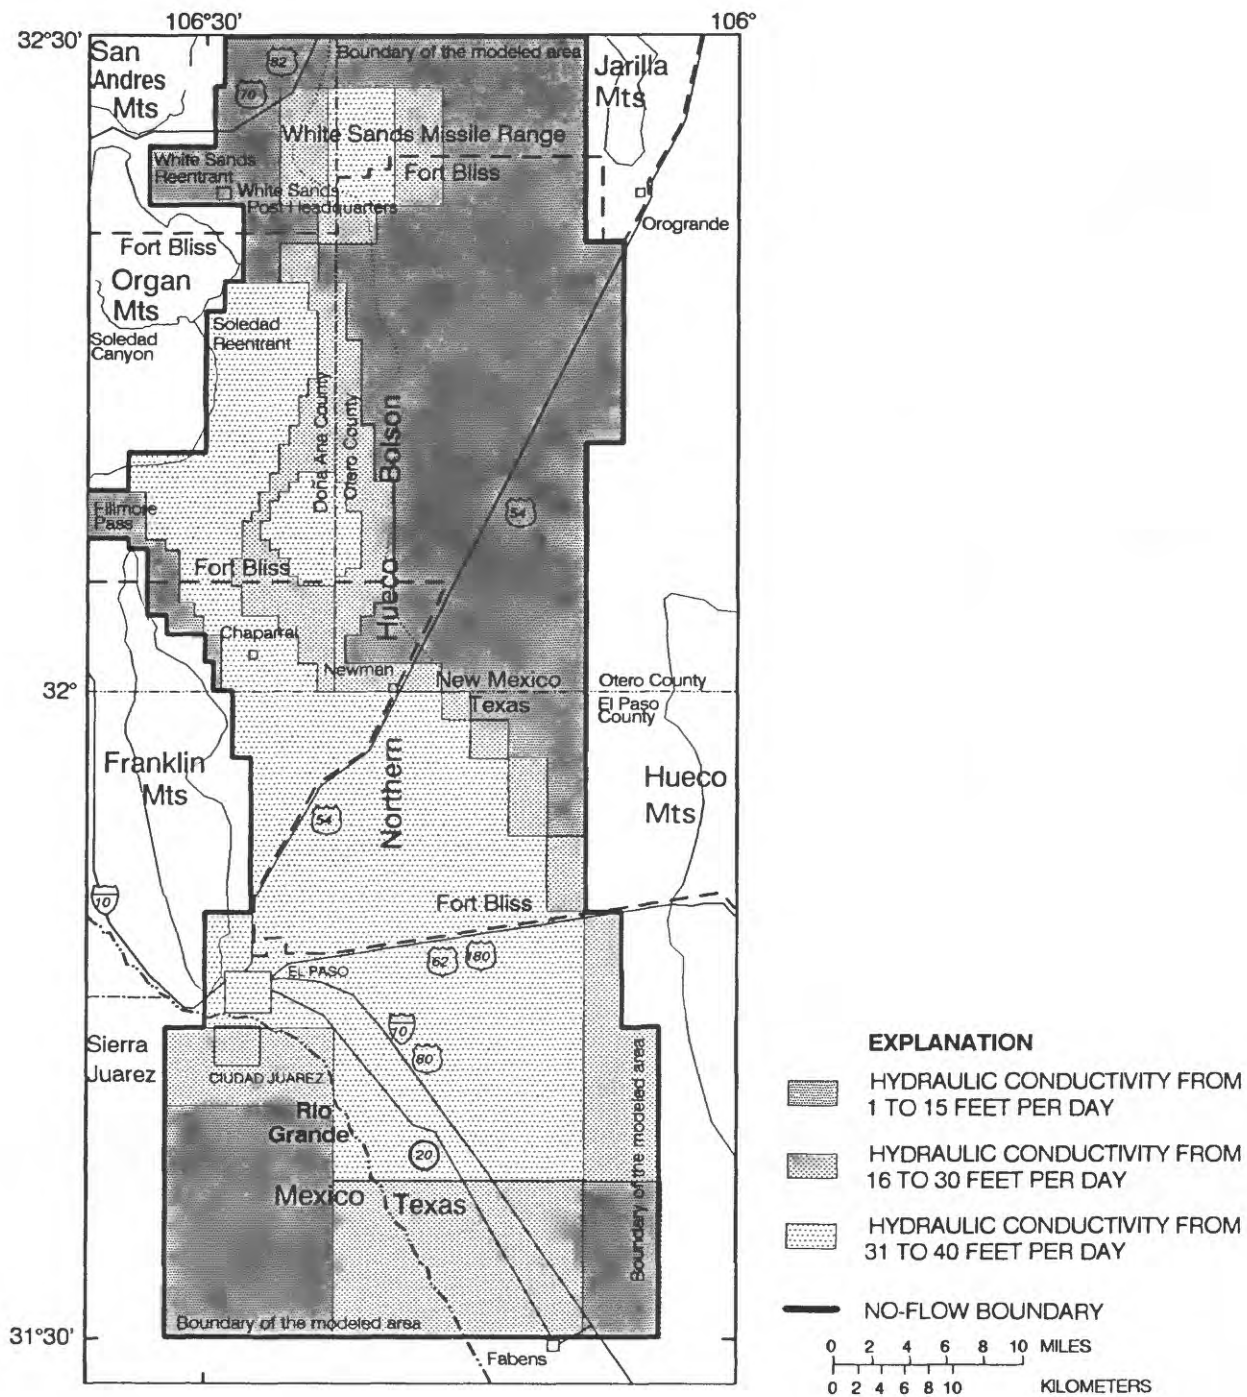 106°30'
106°
32°30'
San
Andres
Mts
82
70
Boundary of the modeled area
Jarilla
Mts
White Sands Missile Range
White Sands
Reentrant
Fort Bliss
White Sands
Post Headquarters
Orogrande
Fort Bliss
Organ
Mts
Soledad
Canyon
Soledad
Reentrant
Doña Ana County
Otero County
Hueco Bolson
54
Fillmore
Pass
Fort Bliss
Chaparral
Newman
32°
New Mexico
Texas
Otero County
El Paso
County
Franklin
Mts
Northern
Hueco
Mts
54
10
Fort Bliss
62
180
EL PASO
10
80
Sierra
Juarez
CIUDAD JUAREZ
Rio
Grande
20
Mexico
Texas
Boundary of the modeled area
Boundary of the modeled area
31°30'
Fabens
EXPLANATION
HYDRAULIC CONDUCTIVITY FROM
1 TO 15 FEET PER DAY
HYDRAULIC CONDUCTIVITY FROM
16 TO 30 FEET PER DAY
HYDRAULIC CONDUCTIVITY FROM
31 TO 40 FEET PER DAY
NO-FLOW BOUNDARY
0 2 4 6 8 10 MILES
0 2 4 6 8 10 KILOMETERS